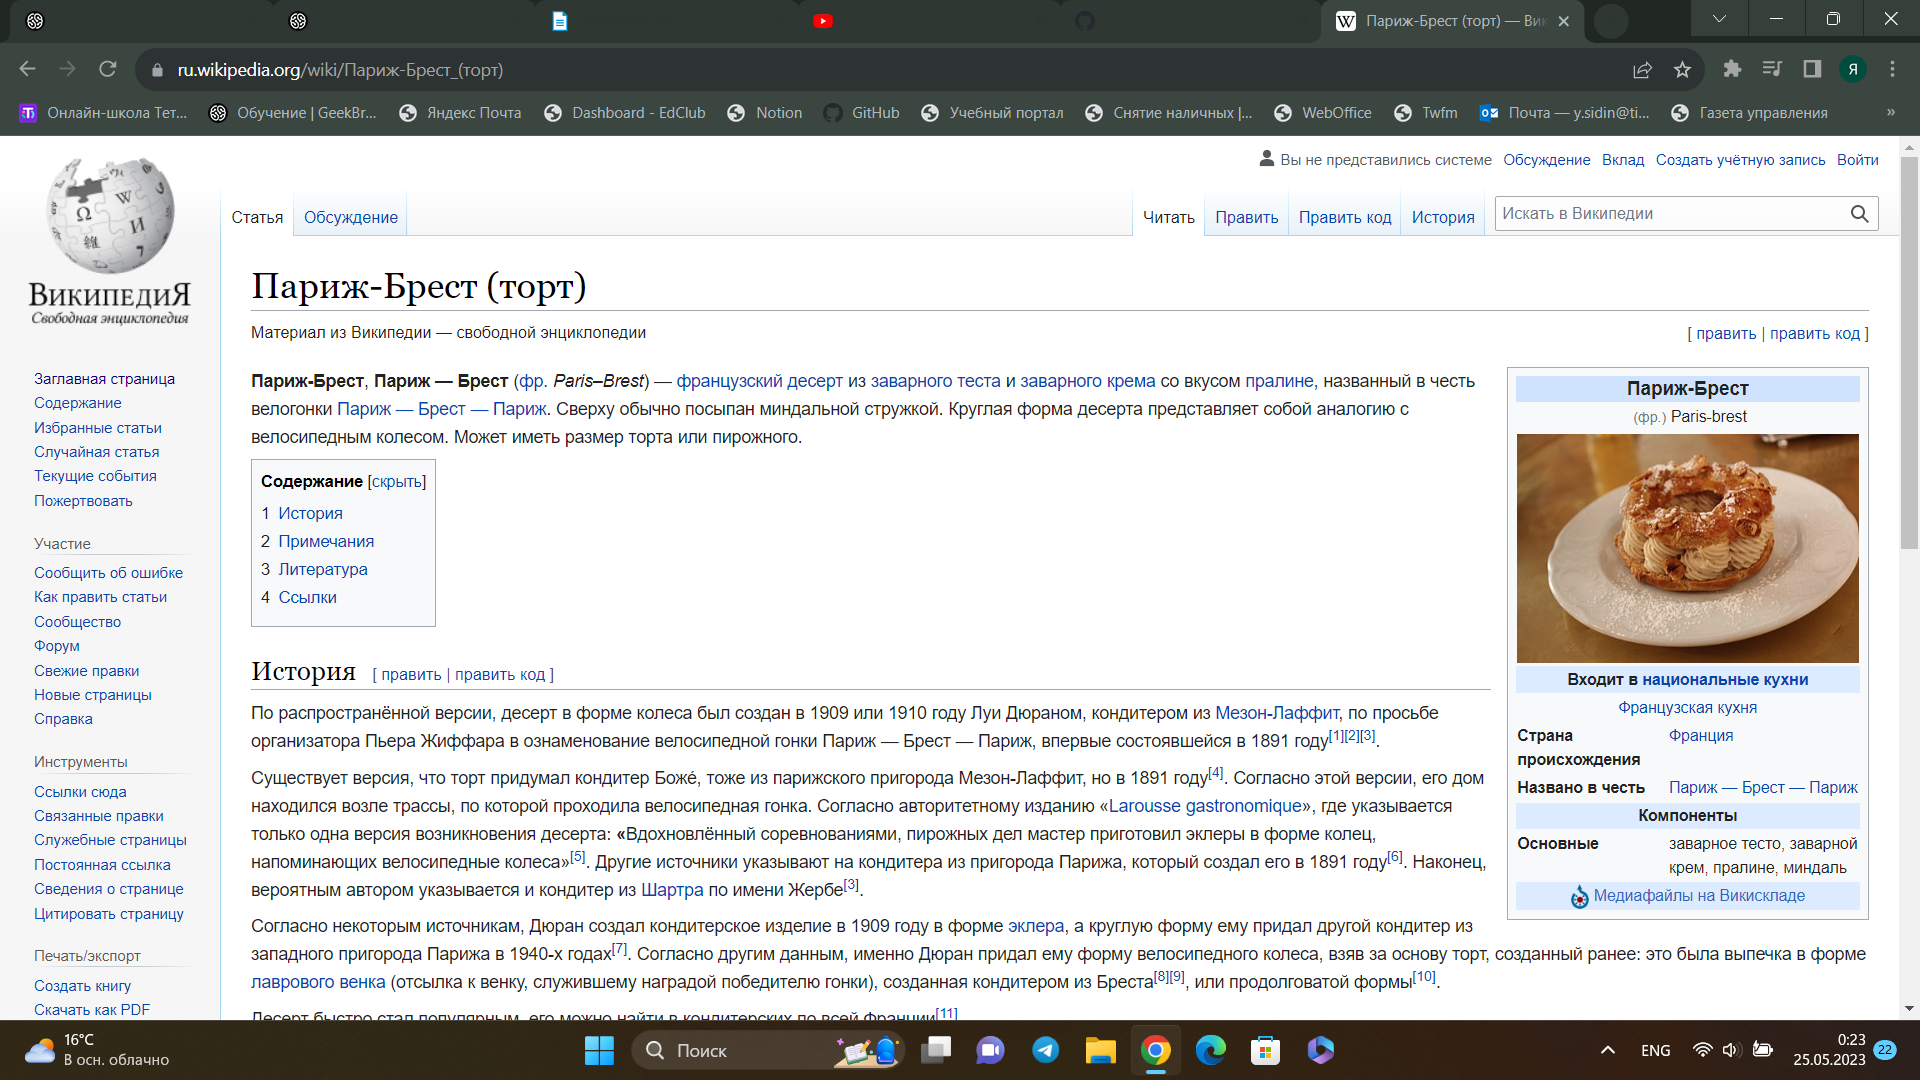 Париж-Брест (торт) — Вик
ru.wikipedia.org/wiki/Париж-Брест_(торт)
Я
Онлайн-школа Тет...
Обучение | GeekBr...
Яндекс Почта
Dashboard - EdClub
Notion
GitHub
Учебный портал
Снятие наличных |...
WebOffice
Twfm
Почта — y.sidin@ti...
Газета управления
»
Вы не представились системе Обсуждение Вклад Создать учётную запись Войти
Статья Обсуждение
Читать Править Править код История
Искать в Википедии
ВикипедиЯ
Свободная энциклопедия
Заглавная страница
Содержание
Избранные статьи
Случайная статья
Текущие события
Пожертвовать
Участие
Сообщить об ошибке
Как править статьи
Сообщество
Форум
Свежие правки
Новые страницы
Справка
Инструменты
Ссылки сюда
Связанные правки
Служебные страницы
Постоянная ссылка
Сведения о странице
Цитировать страницу
Печать/экспорт
Создать книгу
Скачать как PDF
Париж-Брест (торт)
Материал из Википедии — свободной энциклопедии
[ править | править код ]
Париж-Брест, Париж — Брест (фр. Paris–Brest) — французский десерт из заварного теста и заварного крема со вкусом пралине, названный в честь
велогонки Париж — Брест — Париж. Сверху обычно посыпан миндальной стружкой. Круглая форма десерта представляет собой аналогию с
велосипедным колесом. Может иметь размер торта или пирожного.
Содержание [скрыть]
1 История
2 Примечания
3 Литература
4 Ссылки
История [ править | править код ]
По распространённой версии, десерт в форме колеса был создан в 1909 или 1910 году Луи Дюраном, кондитером из Мезон-Лаффит, по просьбе
организатора Пьера Жиффара в ознаменование велосипедной гонки Париж — Брест — Париж, впервые состоявшейся в 1891 году[1][2][3].
Существует версия, что торт придумал кондитер Боже́, тоже из парижского пригорода Мезон-Лаффит, но в 1891 году[4]. Согласно этой версии, его дом
находился возле трассы, по которой проходила велосипедная гонка. Согласно авторитетному изданию «Larousse gastronomique», где указывается
только одна версия возникновения десерта: «Вдохновлённый соревнованиями, пирожных дел мастер приготовил эклеры в форме колец,
напоминающих велосипедные колеса»[5]. Другие источники указывают на кондитера из пригорода Парижа, который создал его в 1891 году[6]. Наконец,
вероятным автором указывается и кондитер из Шартра по имени Жербе[3].
Согласно некоторым источникам, Дюран создал кондитерское изделие в 1909 году в форме эклера, а круглую форму ему придал другой кондитер из
западного пригорода Парижа в 1940-х годах[7]. Согласно другим данным, именно Дюран придал ему форму велосипедного колеса, взяв за основу торт, созданный ранее: это была выпечка в форме
лаврового венка (отсылка к венку, служившему наградой победителю гонки), созданная кондитером из Бреста[8][9], или продолговатой формы[10].
Десерт быстро стал популярным, его можно найти в кондитерских по всей Франции[11]
Париж-Брест
(фр.) Paris-brest
Входит в национальные кухни
Французская кухня
Страна происхождения Франция
Названо в честь Париж — Брест — Париж
Компоненты
Основные заварное тесто, заварной
крем, пралине, миндаль
Медиафайлы на Викискладе
16°C
В осн. облачно
Поиск
ENG
0:23
25.05.2023
22